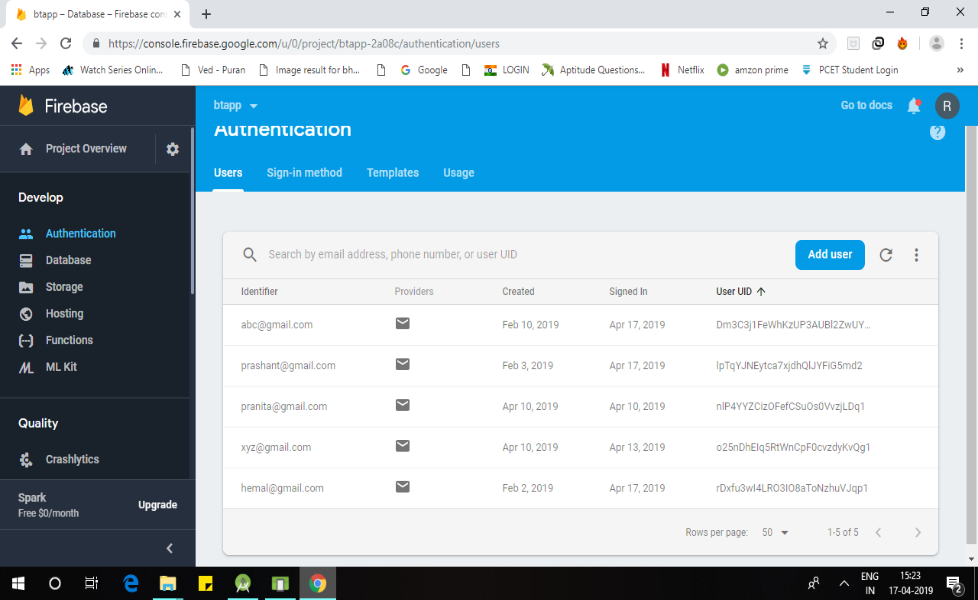 btapp – Database – Firebase con
https://console.firebase.google.com/u/0/project/btapp-2a08c/authentication/users
Apps Watch Series Onlin... Ved - Puran Image result for bh... Google LOGIN Aptitude Questions... Netflix amzon prime PCET Student Login »
Firebase
btapp
Go to docs
R
Project Overview
Authentication
?
Users Sign-in method Templates Usage
Develop
Authentication
Database
Storage
Hosting
Functions
ML Kit
Quality
Crashlytics
Spark
Free $0/month
Upgrade
Search by email address, phone number, or user UID
Add user
Identifier Providers Created Signed In User UID
abc@gmail.com Feb 10, 2019 Apr 17, 2019 Dm3C3j1FeWhKzUP3AUBl2ZwUY...
prashant@gmail.com Feb 3, 2019 Apr 17, 2019 lpTqYJNEytca7xjdhQlJYFiG5md2
pranita@gmail.com Apr 10, 2019 Apr 10, 2019 nlP4YYZCizOFefCSuOs0VvzjLDq1
xyz@gmail.com Apr 10, 2019 Apr 13, 2019 o25nDhEIq5RtWnCpF0cvzdyKvQg1
hemal@gmail.com Feb 2, 2019 Apr 17, 2019 rDxfu3wI4LRO3IO8aToNzhuVJqp1
Rows per page: 50 1-5 of 5
ENG
IN
15:23
17-04-2019
2